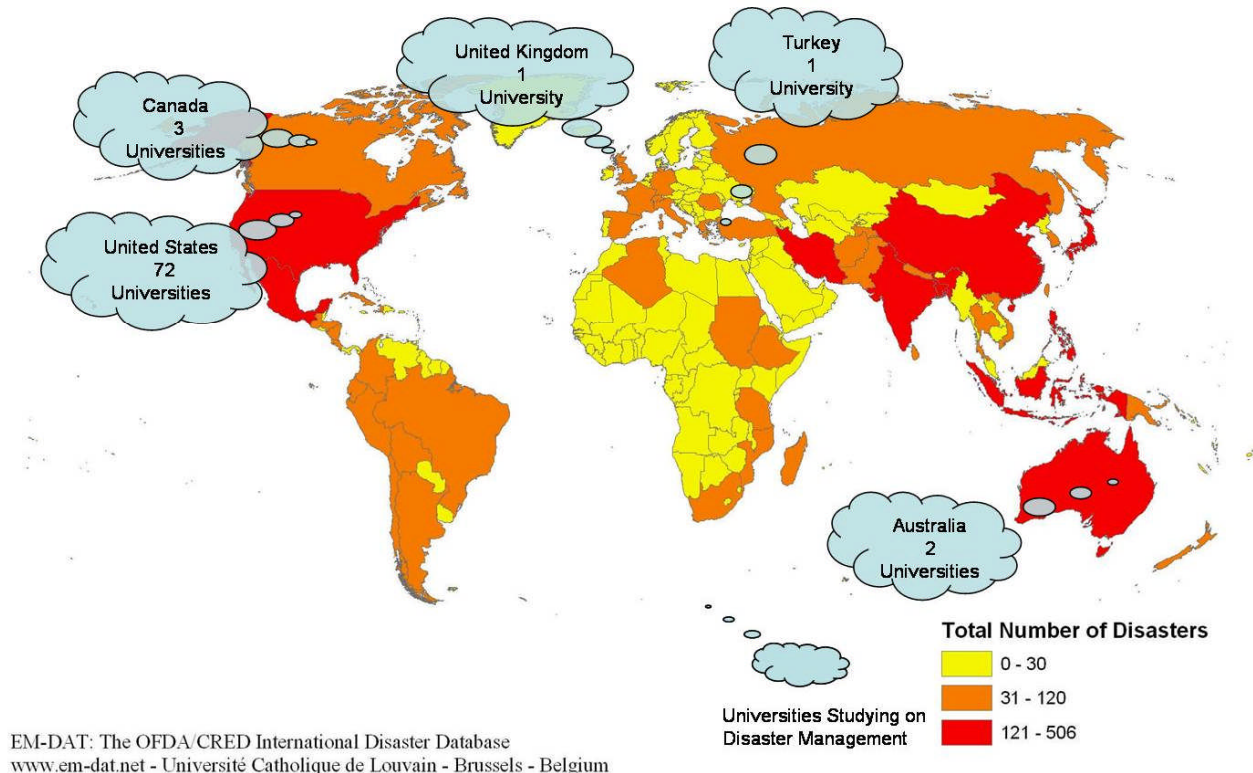 United Kingdom
1
University
Turkey
1
University
Canada
3
Universities
United States
72
Universities
Australia
2
Universities
Total Number of Disasters
0 - 30
31 - 120
121 - 506
Universities Studying on
Disaster Management
EM-DAT: The OFDA/CRED International Disaster Database
www.em-dat.net - Université Catholique de Louvain - Brussels - Belgium